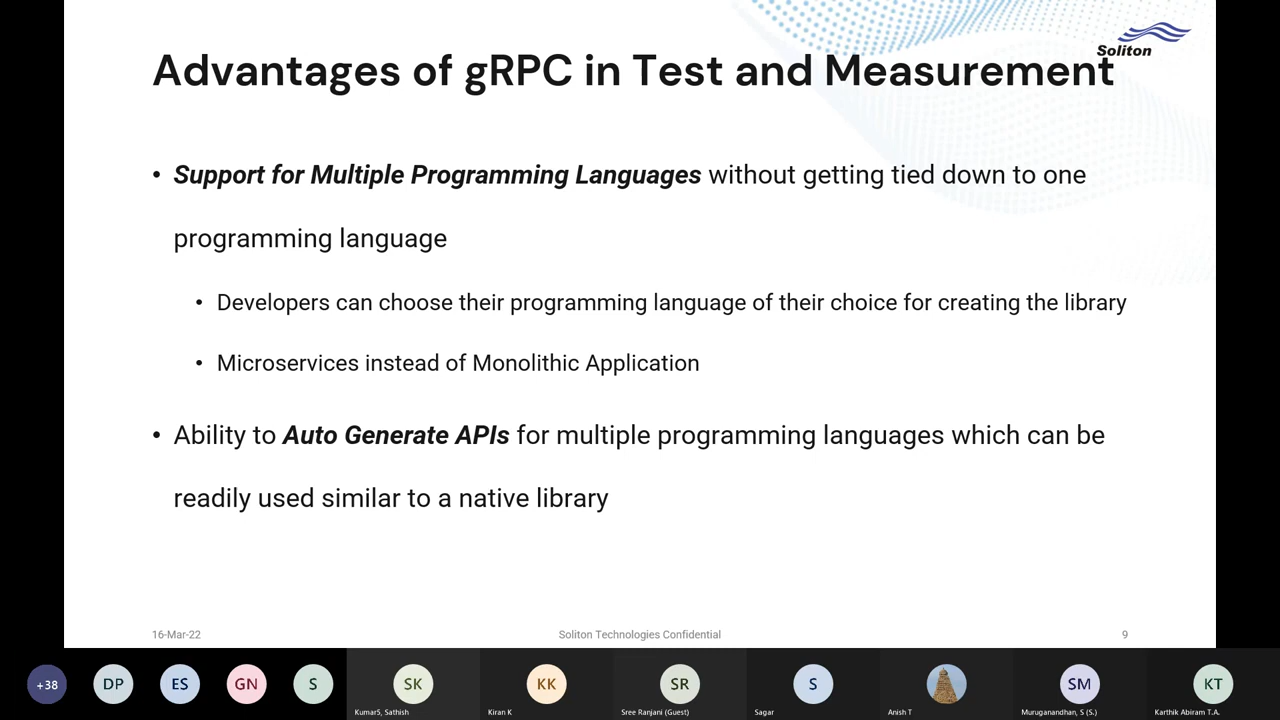 Soliton
Advantages of gRPC in Test and Measurement
• Support for Multiple Programming Languages without getting tied down to one
programming language
• Developers can choose their programming language of their choice for creating the library
• Microservices instead of Monolithic Application
• Ability to Auto Generate APIs for multiple programming languages which can be
readily used similar to a native library
16-Mar-22
Soliton Technologies Confidential
9
+38
DP
ES
GN
S
SK
KumarS, Sathish
KK
Kiran K
SR
Sree Ranjani (Guest)
S
Sagar
Anish T
SM
Muruganandhan, S (S.)
KT
Karthik Abiram T.A.